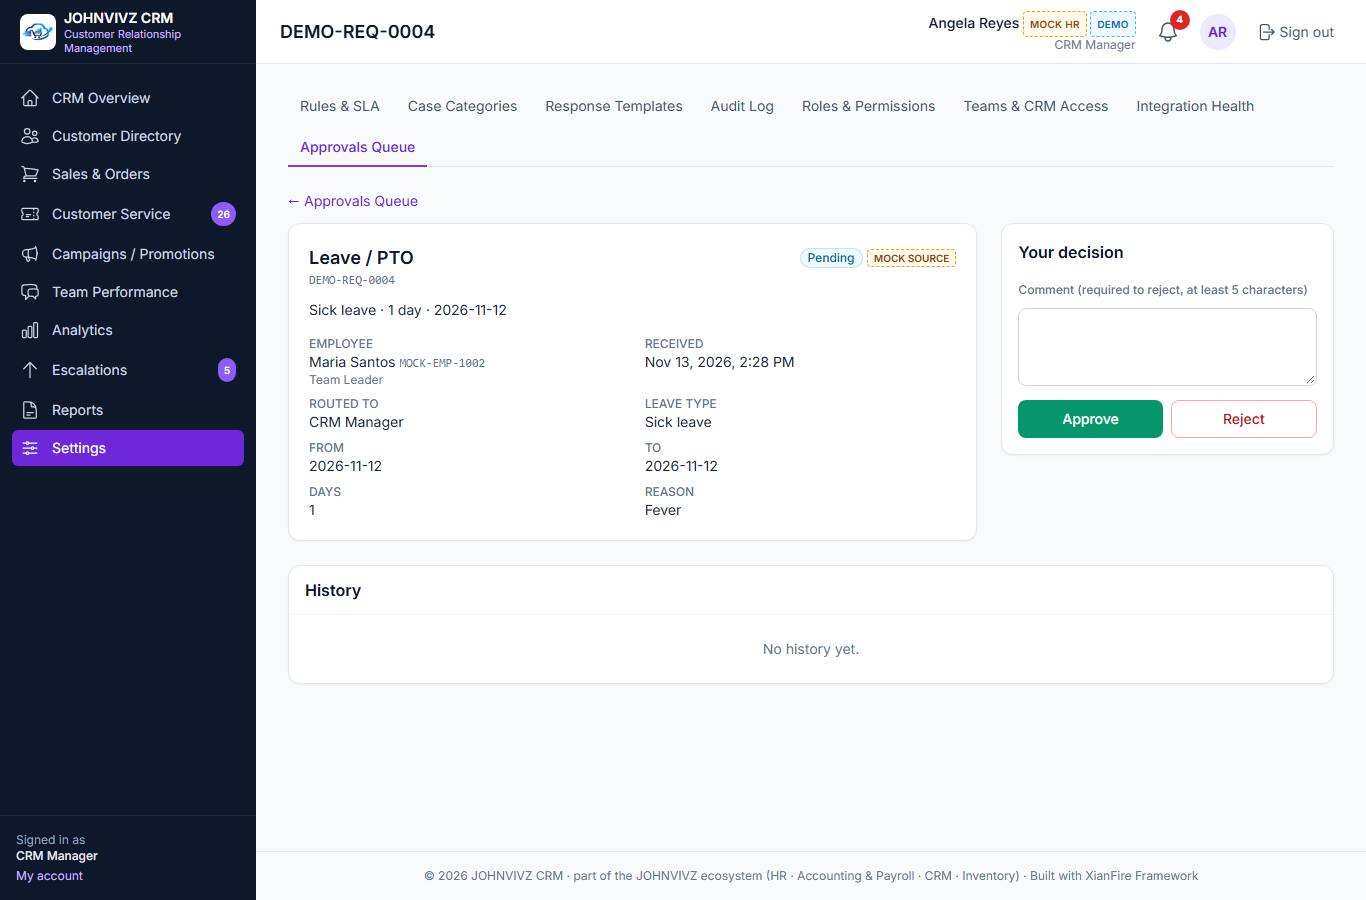 JOHNVIVZ CRM
Customer Relationship
Management
CRM Overview
Customer Directory
Sales & Orders
Customer Service 26
Campaigns / Promotions
Team Performance
Analytics
Escalations 5
Reports
Settings
Signed in as
CRM Manager
My account
DEMO-REQ-0004
Angela Reyes MOCK HR DEMO
CRM Manager
4
AR
Sign out
Rules & SLA Case Categories Response Templates Audit Log Roles & Permissions Teams & CRM Access Integration Health
Approvals Queue
← Approvals Queue
Leave / PTO Pending MOCK SOURCE
DEMO-REQ-0004
Sick leave · 1 day · 2026-11-12
EMPLOYEE RECEIVED
Maria Santos MOCK-EMP-1002 Nov 13, 2026, 2:28 PM
Team Leader
ROUTED TO LEAVE TYPE
CRM Manager Sick leave
FROM TO
2026-11-12 2026-11-12
DAYS REASON
1 Fever
Your decision
Comment (required to reject, at least 5 characters)
Approve Reject
History
No history yet.
© 2026 JOHNVIVZ CRM · part of the JOHNVIVZ ecosystem (HR · Accounting & Payroll · CRM · Inventory) · Built with XianFire Framework